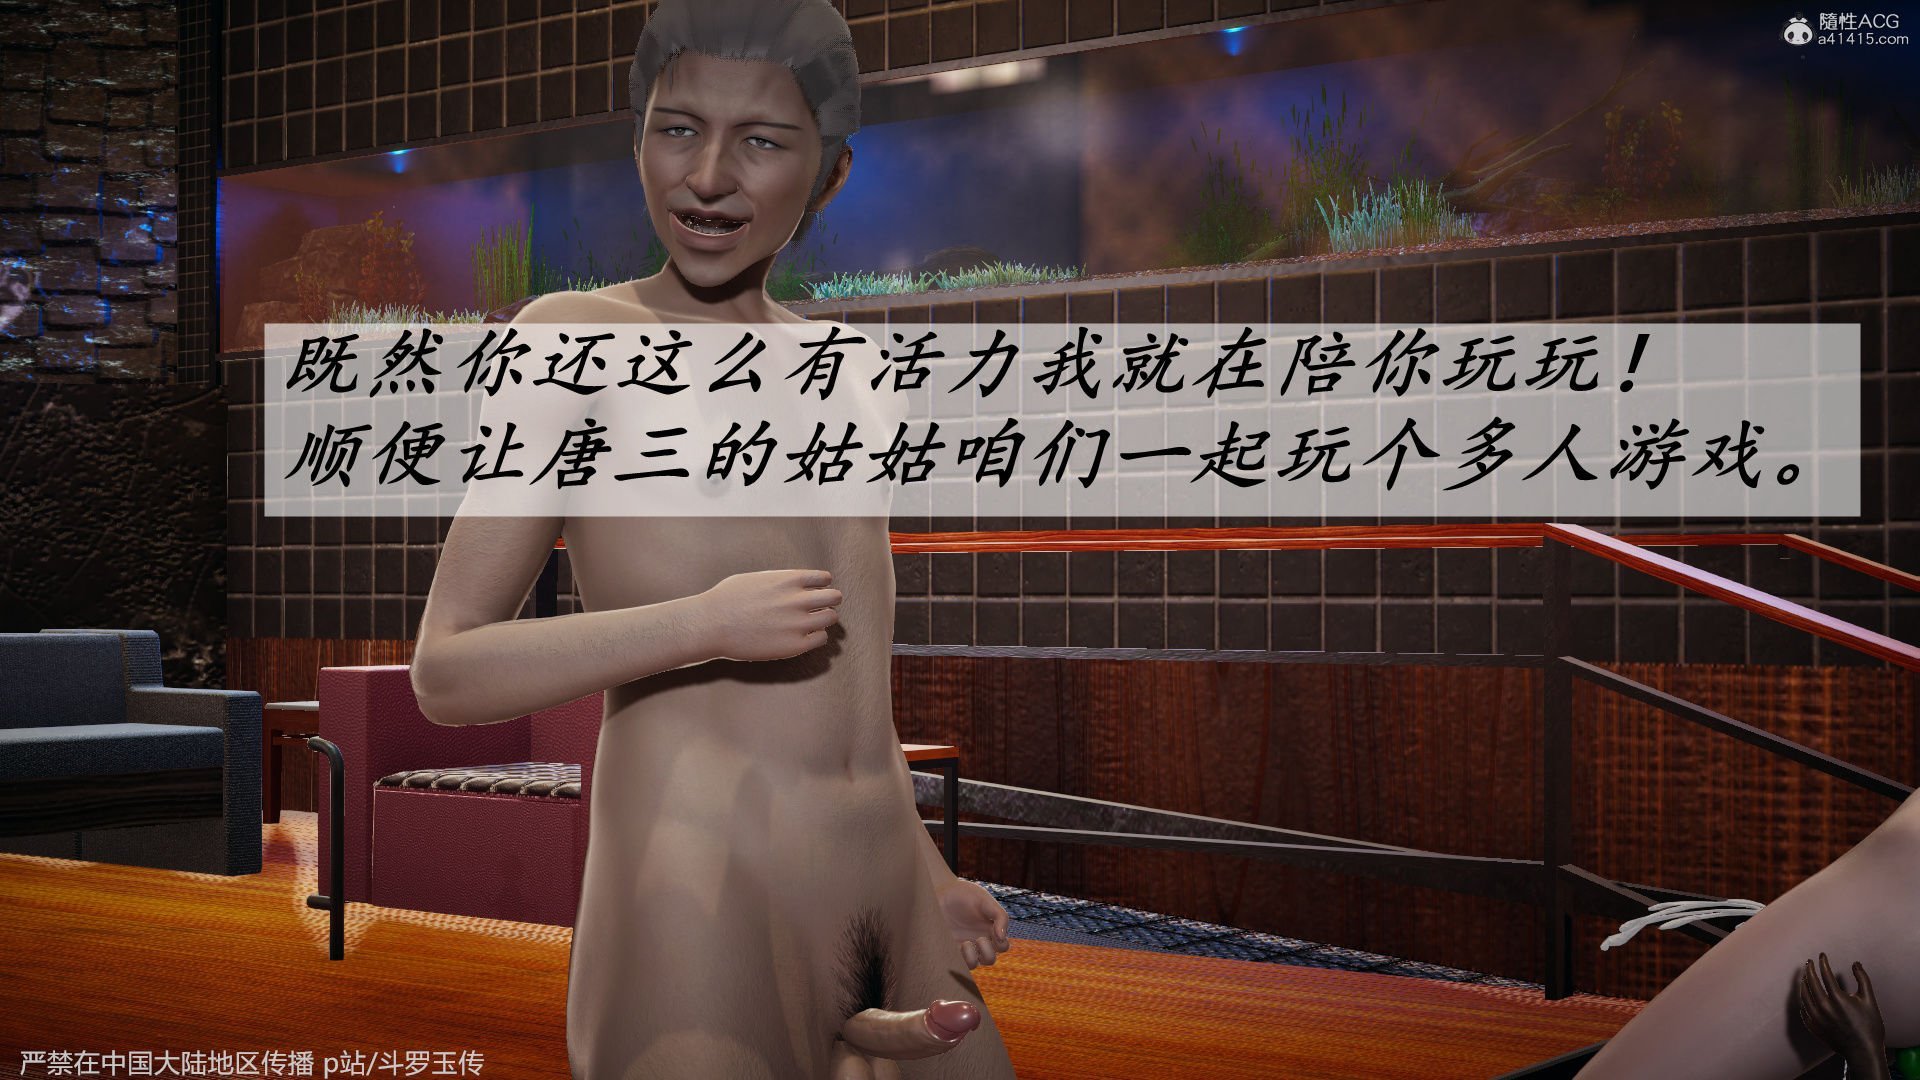 隨性ACG
a41415.com
既然你还这么有活力我就在陪你玩玩！
顺便让唐三的姑姑咱们一起玩个多人游戏。
严禁在中国大陆地区传播 p站/斗罗玉传